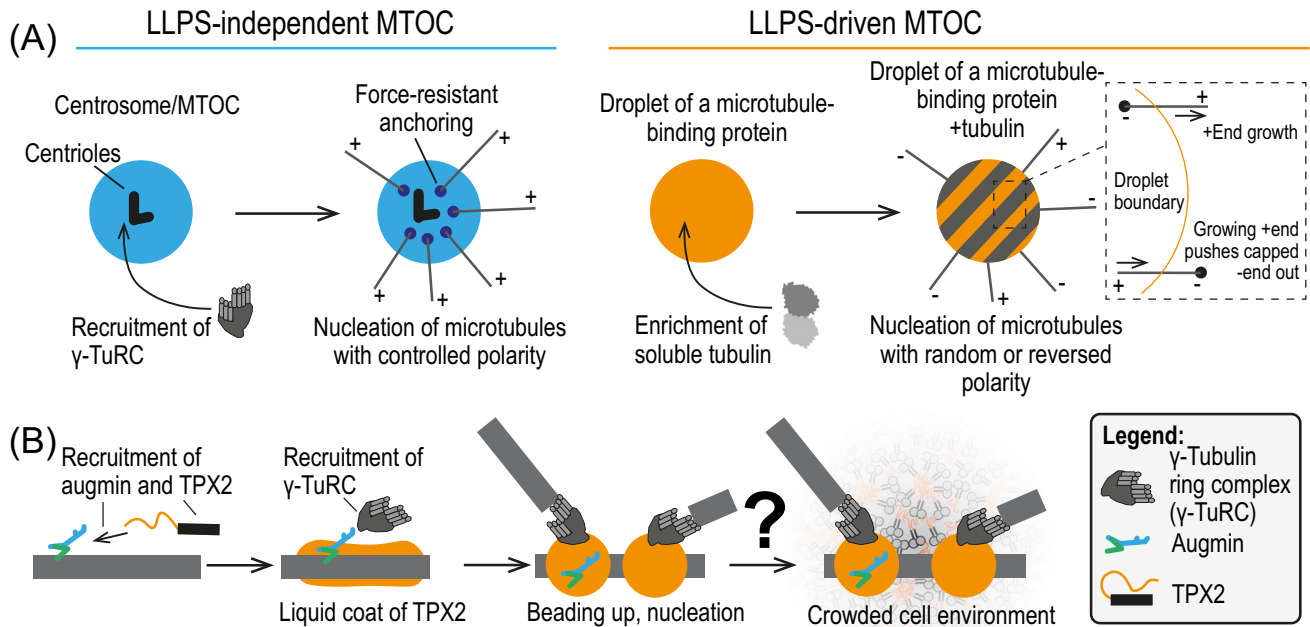 (A)
LLPS-independent MTOC
LLPS-driven MTOC
Centrosome/MTOC
Centrioles
Recruitment of
γ-TuRC
Force-resistant
anchoring
+
+
+
+
+
+
Nucleation of microtubules
with controlled polarity
Droplet of a microtubule-
binding protein
Enrichment of
soluble tubulin
Droplet of a microtubule-
binding protein
+tubulin
-
+
-
-
+
-
Nucleation of microtubules
with random or reversed
polarity
-
+
+End growth
Droplet
boundary
Growing +end
pushes capped
-end out
+
-
(B)
Recruitment of
augmin and TPX2
Recruitment of
γ-TuRC
Liquid coat of TPX2
Beading up, nucleation
?
Crowded cell environment
Legend:
γ-Tubulin
ring complex
(γ-TuRC)
Augmin
TPX2